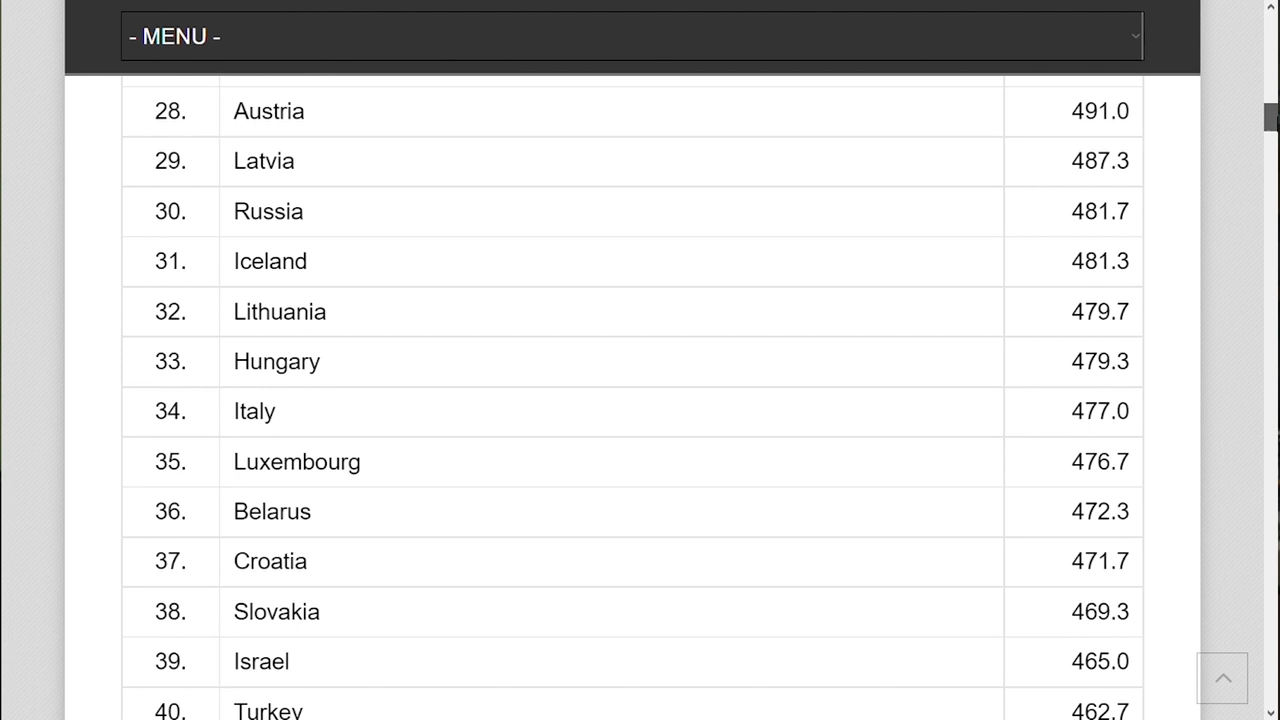 - MENU -
28. Austria 491.0
29. Latvia 487.3
30. Russia 481.7
31. Iceland 481.3
32. Lithuania 479.7
33. Hungary 479.3
34. Italy 477.0
35. Luxembourg 476.7
36. Belarus 472.3
37. Croatia 471.7
38. Slovakia 469.3
39. Israel 465.0
40. Turkey 462.7